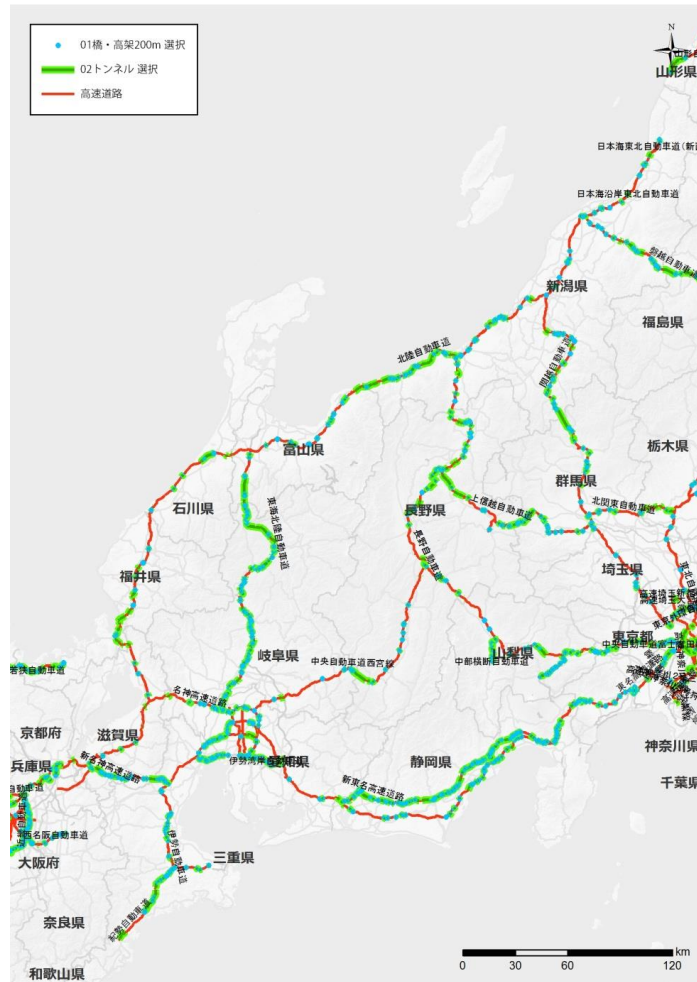 01橋・高架200m 選択
02トンネル 選択
高速道路
N
山形県
日本海東北自動車道(新
日本海沿岸東北自動車道
磐越自動車道
新潟県
福島県
北陸自動車道
関越自動車道
栃木県
富山県
群馬県
石川県
長野県
上信越自動車道
北関東自動車道
東海北陸自動車道
長野自動車道
福井県
埼玉県
東北自
岐阜県
山梨県
東京都
中央自動車道西宮線
中部横断自動車道
若狭自動車道
名神高速道路
京都府
滋賀県
神奈川県
兵庫県
新名神高速道路
静岡県
千葉県
新東名高速道路
西名阪自動車道
大阪府
伊勢自動車道
三重県
奈良県
紀勢自動車道
和歌山県
km
0 30 60 120